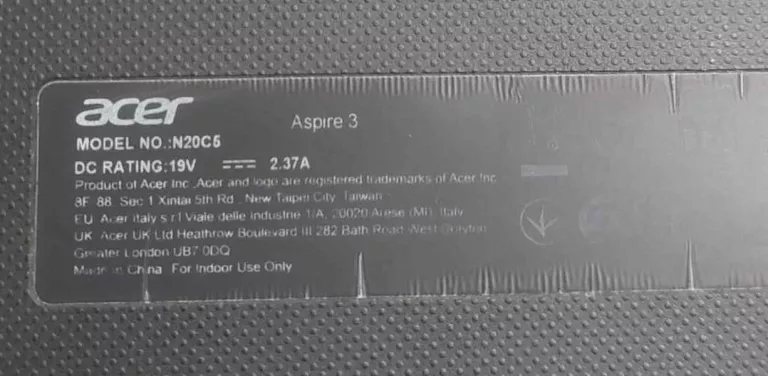 acer
Aspire 3
MODEL NO.:N20C5
DC RATING:19V 2.37A
Product of Acer Inc. Acer and logo are registered trademarks of Acer Inc.
8F 88, Sec 1 Xintai 5th Rd., New Taipei City, Taiwan
EU Acer Italy s r l Viale delle Industrie 1/A, 20020 Arese (MI), Italy
UK Acer UK Ltd Heathrow Boulevard III 282 Bath Road West Drayton
Greater London UB7 0DQ
Made in China For Indoor Use Only